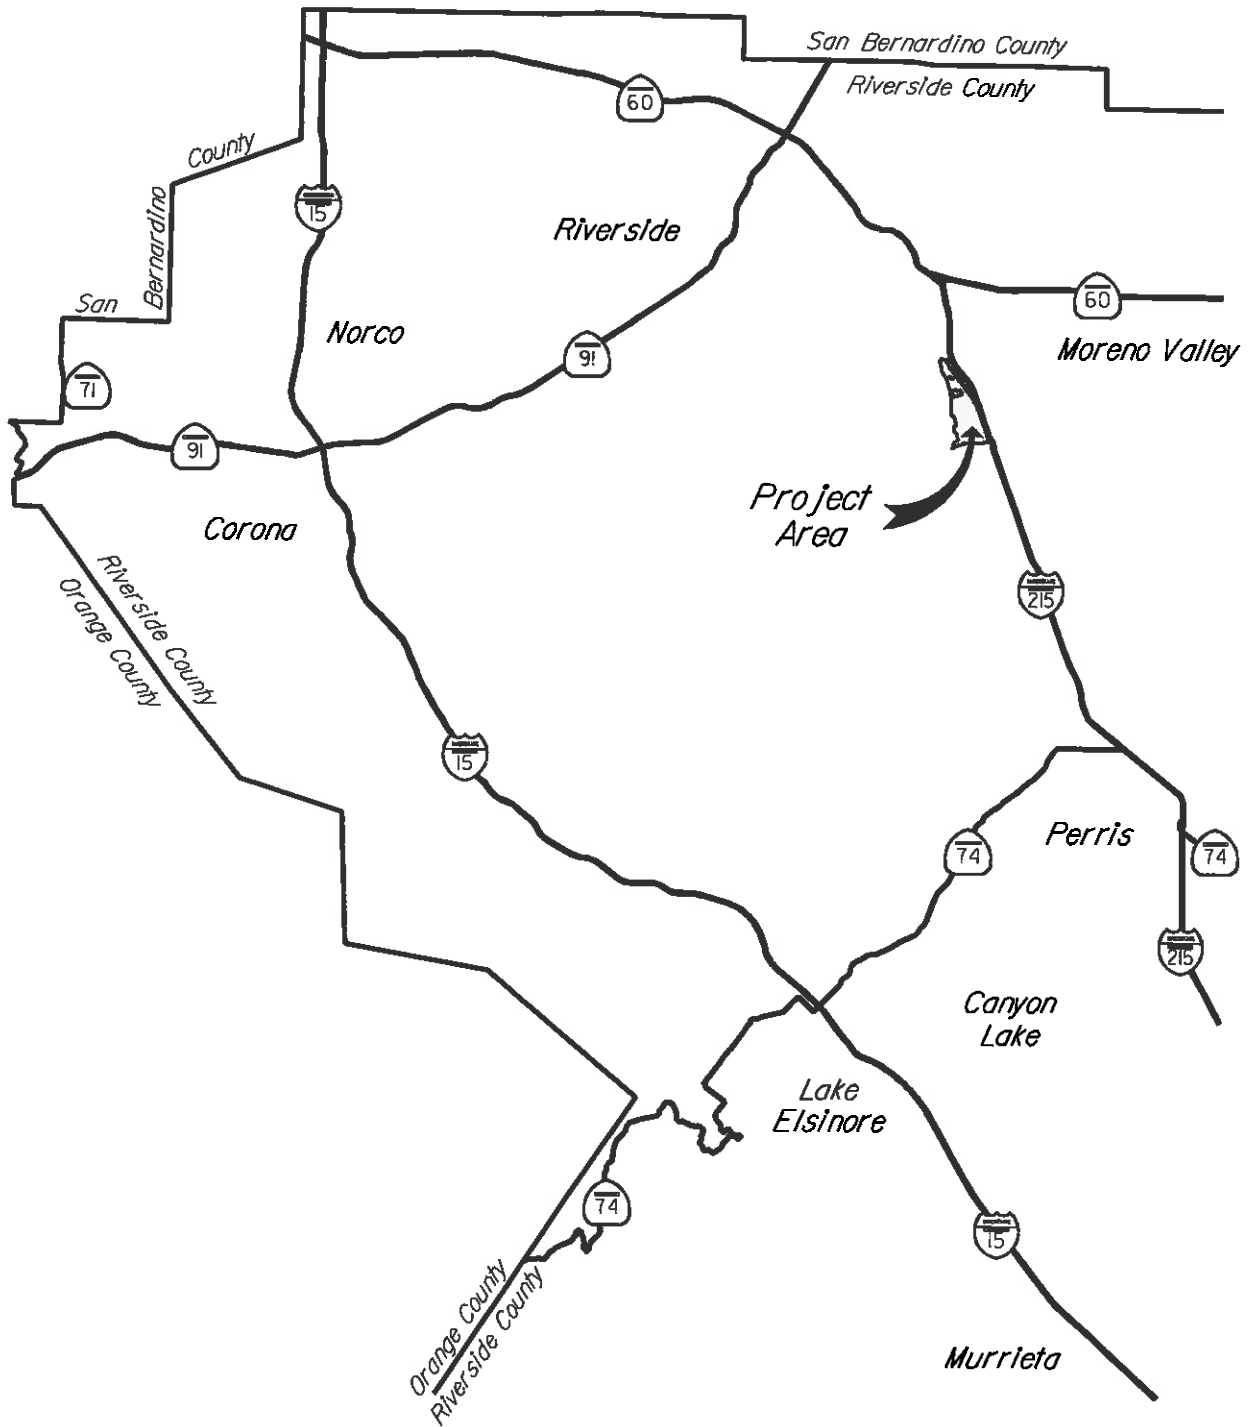 San Bernardino County
Riverside County
60
County
Bernardino
San
15
Riverside
60
Norco
91
Moreno Valley
71
91
Project
Area
Corona
Riverside County
Orange County
215
15
Perris
74
74
215
Canyon
Lake
Lake
Elsinore
74
15
Orange County
Riverside County
Murrieta